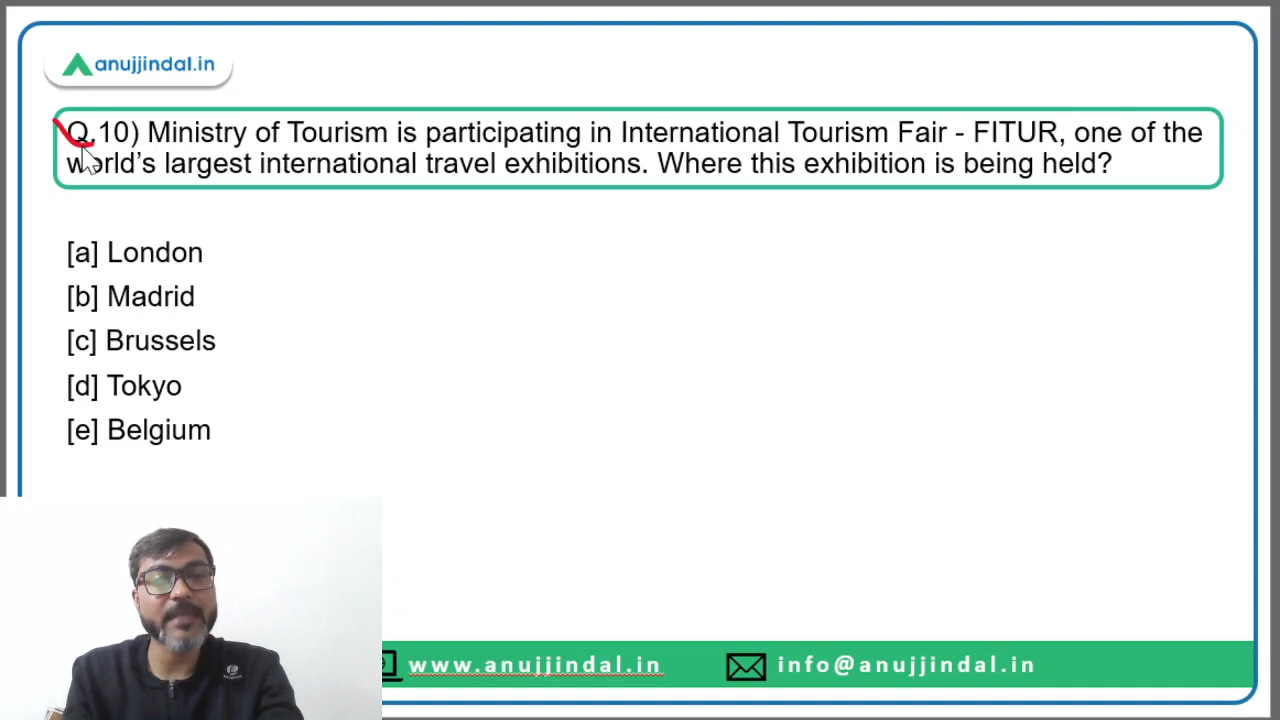 anujjindal.in
Q.10) Ministry of Tourism is participating in International Tourism Fair - FITUR, one of the
world’s largest international travel exhibitions. Where this exhibition is being held?
[a] London
[b] Madrid
[c] Brussels
[d] Tokyo
[e] Belgium
www.anujjindal.in
info@anujjindal.in